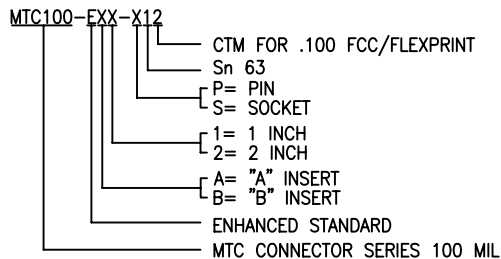 MTC100-EXX-X12
CTM FOR .100 FCC/FLEXPRINT
Sn 63
P= PIN
S= SOCKET
1= 1 INCH
2= 2 INCH
A= "A" INSERT
B= "B" INSERT
ENHANCED STANDARD
MTC CONNECTOR SERIES 100 MIL